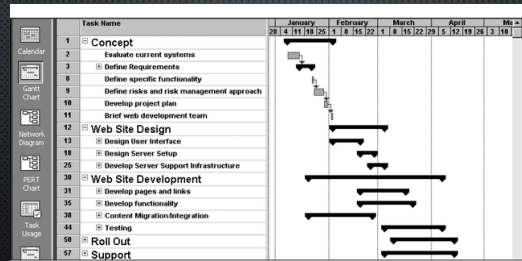 Task Name January February March April Ma
28 4 11 18 25 1 8 15 22 1 8 15 22 29 5 12 19 26 3 10
1 Concept
2 Evaluate current systems
3 Define Requirements
8 Define specific functionality
9 Define risks and risk management approach
10 Develop project plan
11 Brief web development team
12 Web Site Design
13 Design User Interface
18 Design Server Setup
25 Develop Server Support Infrastructure
30 Web Site Development
31 Develop pages and links
35 Develop functionality
38 Content Migration/Integration
44 Testing
50 Roll Out
57 Support
Calendar
Gantt
Chart
Network
Diagram
PERT
Chart
Task
Usage